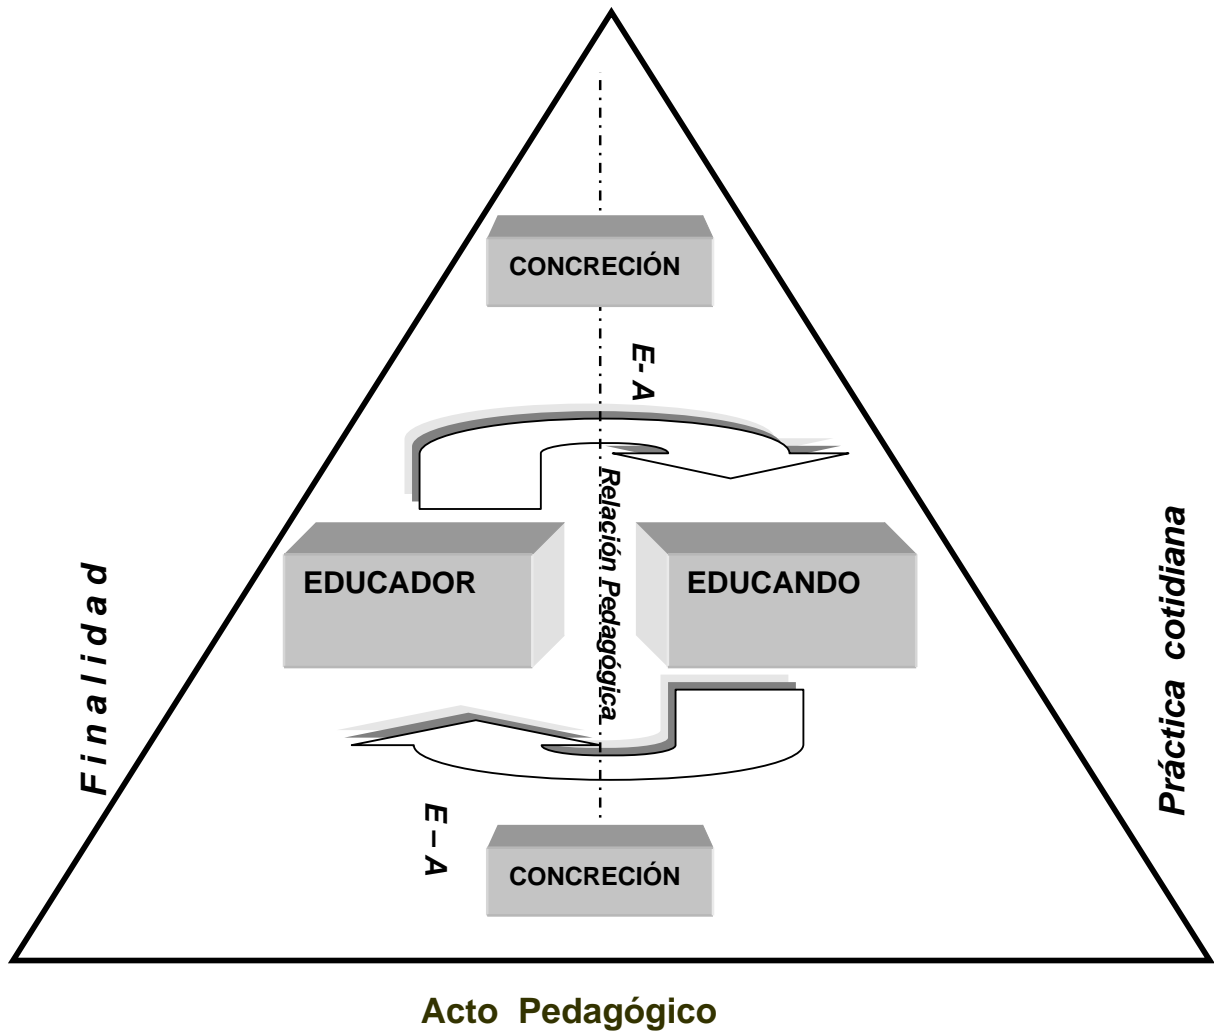 CONCRECIÓN
E- A
Relación Pedagógica
EDUCADOR
EDUCANDO
Finalidad
Práctica cotidiana
E – A
CONCRECIÓN
Acto Pedagógico